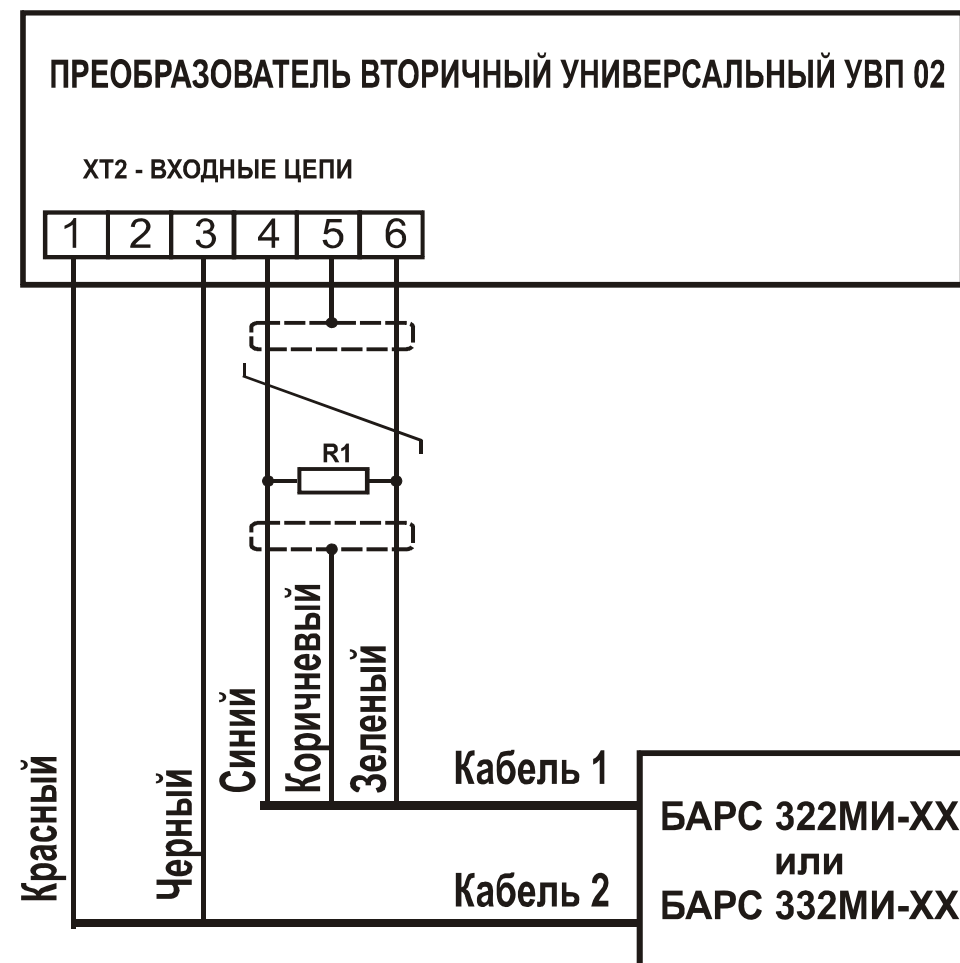 ПРЕОБРАЗОВАТЕЛЬ ВТОРИЧНЫЙ УНИВЕРСАЛЬНЫЙ УВП 02
XT2 - ВХОДНЫЕ ЦЕПИ
1 2 3 4 5 6
R1
Красный
Черный
Синий
Коричневый
Зеленый
Кабель 1
Кабель 2
БАРС 322МИ-ХХ
или
БАРС 332МИ-ХХ